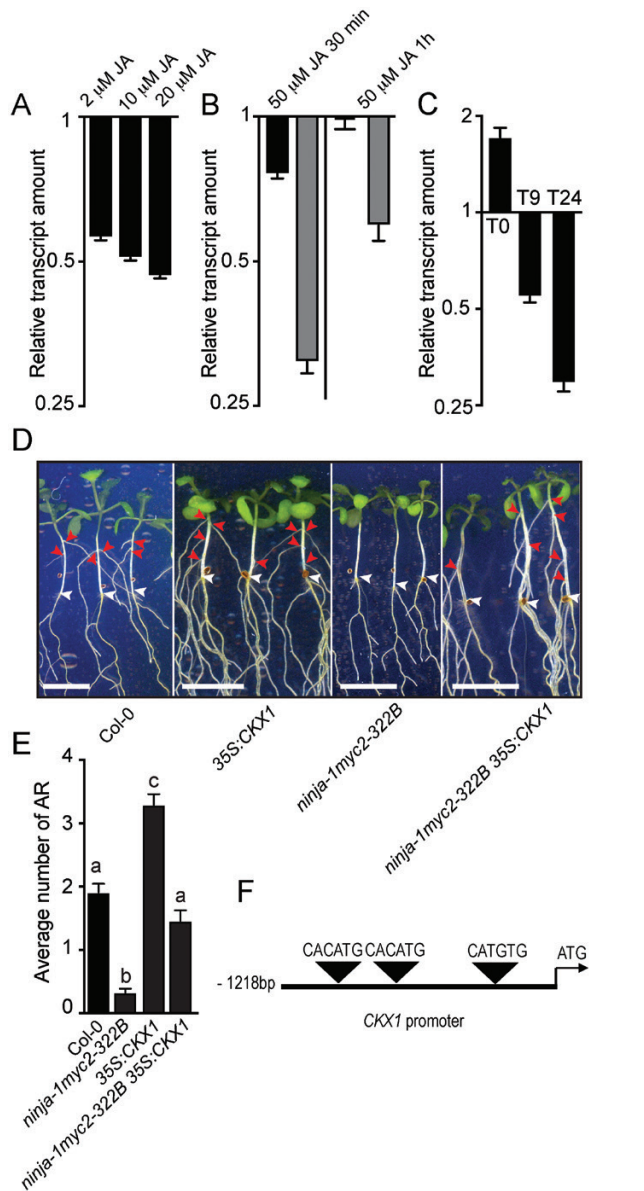 A
2 μM JA
10 μM JA
20 μM JA
Relative transcript amount
1
0.5
0.25
B
50 μM JA 30 min
50 μM JA 1h
Relative transcript amount
1
0.5
0.25
C
Relative transcript amount
2
1
0.5
0.25
T0
T9
T24
D
Col-0
35S:CKX1
ninja-1myc2-322B
ninja-1myc2-322B 35S:CKX1
E
Average number of AR
4
3
2
1
0
a
b
c
a
Col-0
ninja-1myc2-322B
35S:CKX1
ninja-1myc2-322B 35S:CKX1
F
CACATG CACATG CATGTG ATG
- 1218bp
CKX1 promoter